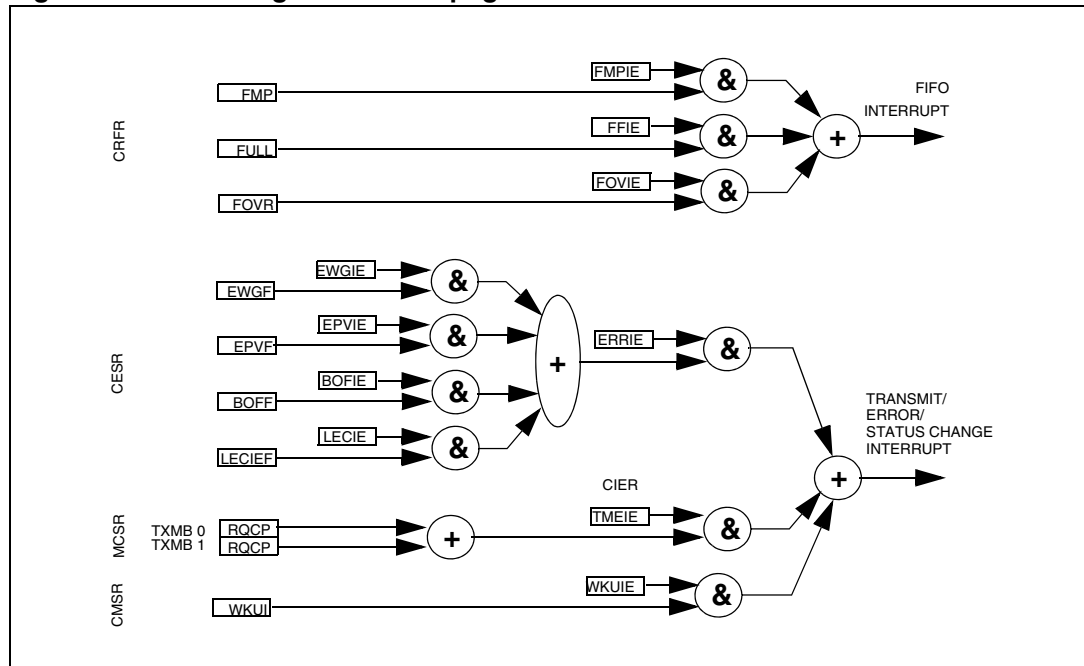 FMPIE
&
FMP
FIFO
INTERRUPT
CRFR
FFIE
&
+
FULL
FOVIE
&
FOVR
EWGIE
&
EWGF
EPVIE
&
EPVF
ERRIE
&
+
CESR
BOFIE
&
BOFF
TRANSMIT/
ERROR/
STATUS CHANGE
INTERRUPT
LECIE
&
LECIEF
+
CIER
MCSR
TXMB 0 RQCP
TXMB 1 RQCP
+
TMEIE
&
CMSR
WKUIE
&
WKUI